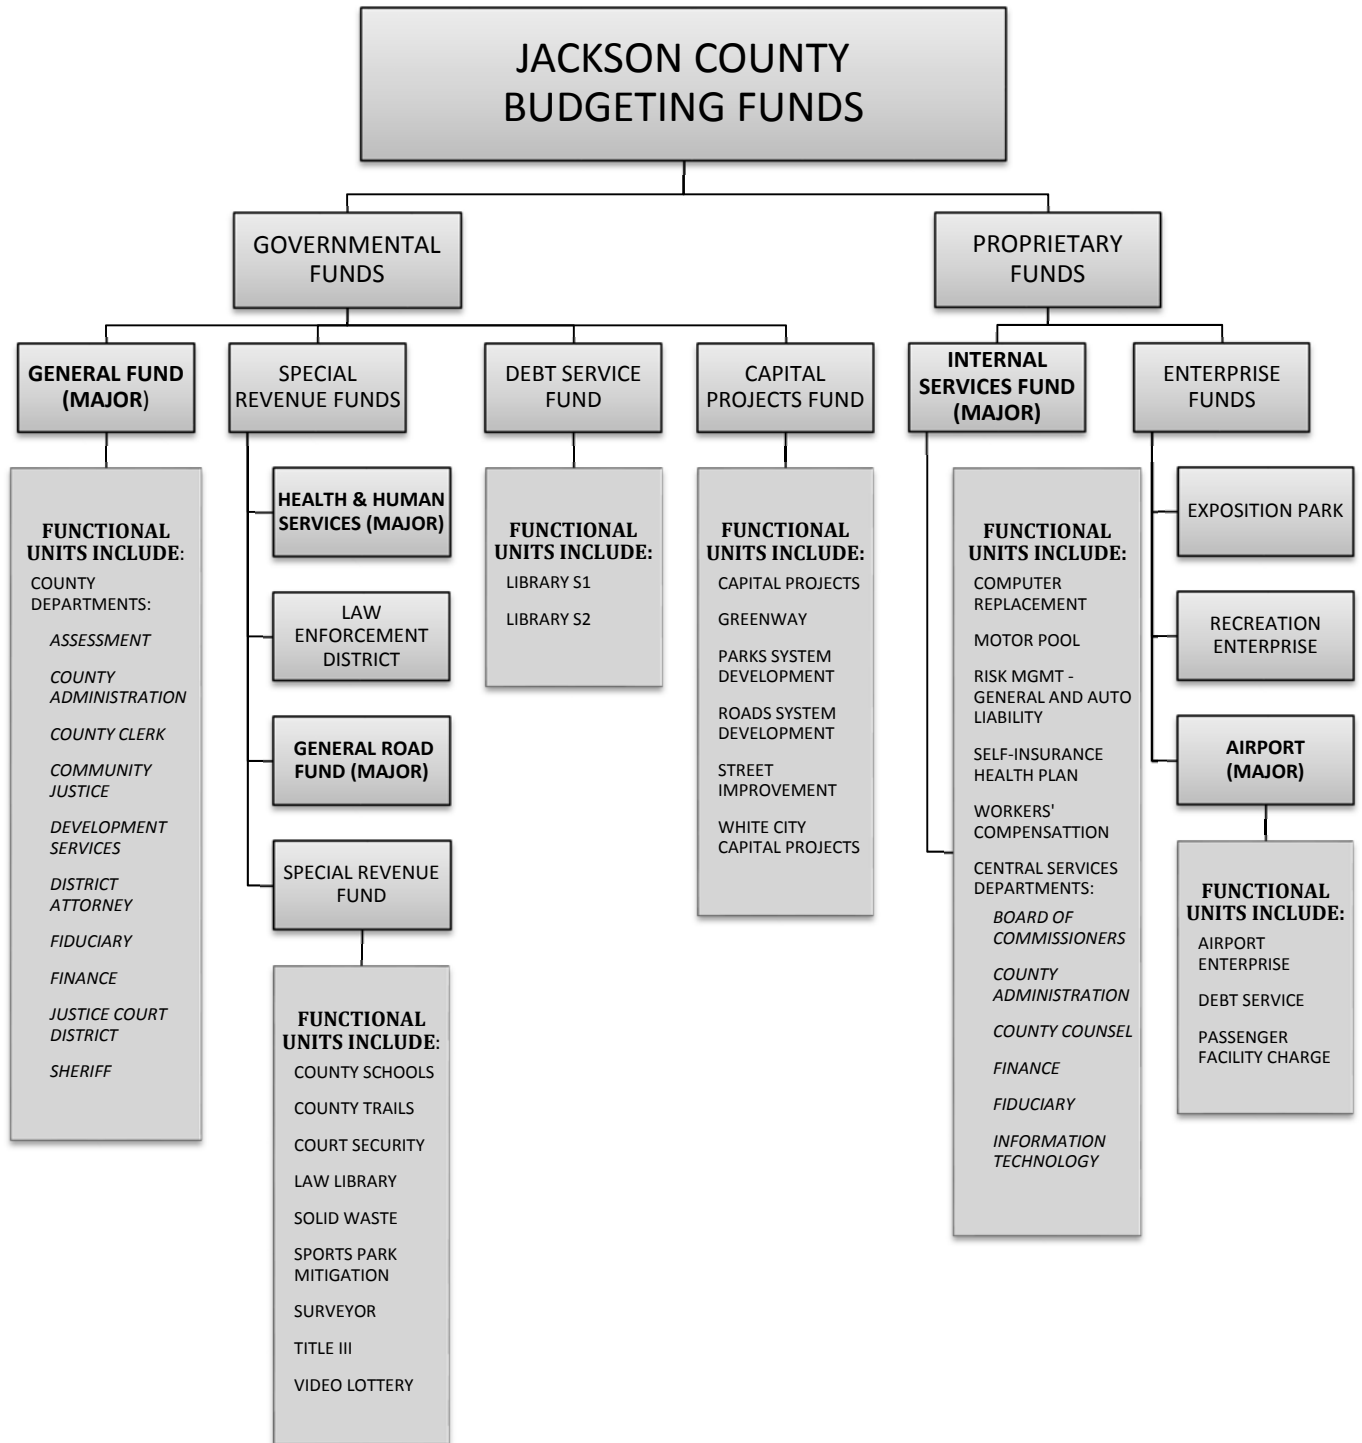 JACKSON COUNTY
BUDGETING FUNDS
GOVERNMENTAL
FUNDS
PROPRIETARY
FUNDS
GENERAL FUND
(MAJOR)
SPECIAL
REVENUE FUNDS
DEBT SERVICE
FUND
CAPITAL
PROJECTS FUND
INTERNAL
SERVICES FUND
(MAJOR)
ENTERPRISE
FUNDS
FUNCTIONAL
UNITS INCLUDE:
COUNTY
DEPARTMENTS:
ASSESSMENT
COUNTY
ADMINISTRATION
COUNTY CLERK
COMMUNITY
JUSTICE
DEVELOPMENT
SERVICES
DISTRICT
ATTORNEY
FIDUCIARY
FINANCE
JUSTICE COURT
DISTRICT
SHERIFF
HEALTH & HUMAN
SERVICES (MAJOR)
LAW
ENFORCEMENT
DISTRICT
GENERAL ROAD
FUND (MAJOR)
SPECIAL REVENUE
FUND
FUNCTIONAL
UNITS INCLUDE:
COUNTY SCHOOLS
COUNTY TRAILS
COURT SECURITY
LAW LIBRARY
SOLID WASTE
SPORTS PARK
MITIGATION
SURVEYOR
TITLE III
VIDEO LOTTERY
FUNCTIONAL
UNITS INCLUDE:
LIBRARY S1
LIBRARY S2
FUNCTIONAL
UNITS INCLUDE:
CAPITAL PROJECTS
GREENWAY
PARKS SYSTEM
DEVELOPMENT
ROADS SYSTEM
DEVELOPMENT
STREET
IMPROVEMENT
WHITE CITY
CAPITAL PROJECTS
FUNCTIONAL
UNITS INCLUDE:
COMPUTER
REPLACEMENT
MOTOR POOL
RISK MGMT -
GENERAL AND AUTO
LIABILITY
SELF-INSURANCE
HEALTH PLAN
WORKERS'
COMPENSATTION
CENTRAL SERVICES
DEPARTMENTS:
BOARD OF
COMMISSIONERS
COUNTY
ADMINISTRATION
COUNTY COUNSEL
FINANCE
FIDUCIARY
INFORMATION
TECHNOLOGY
EXPOSITION PARK
RECREATION
ENTERPRISE
AIRPORT
(MAJOR)
FUNCTIONAL
UNITS INCLUDE:
AIRPORT
ENTERPRISE
DEBT SERVICE
PASSENGER
FACILITY CHARGE